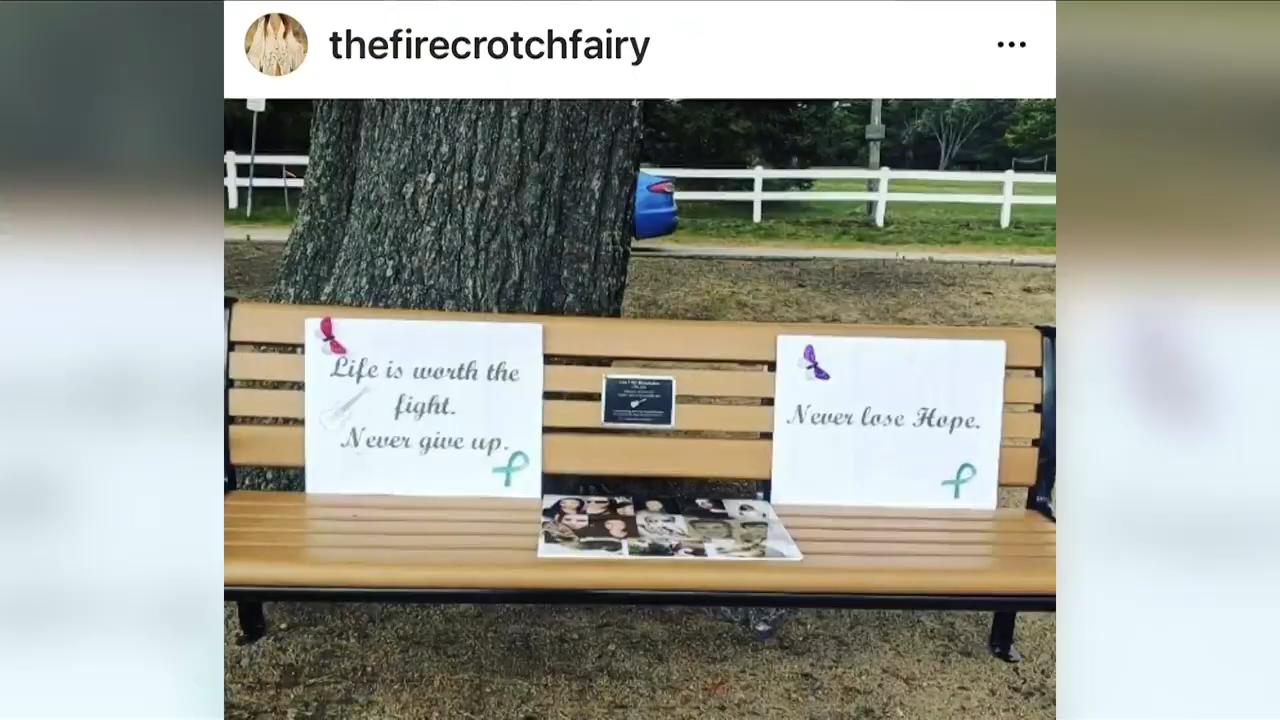 thefirecrotchfairy
Life is worth the
fight.
Never give up.
Never lose Hope.